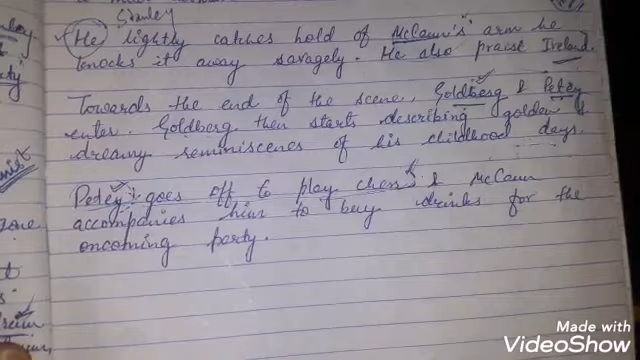 Stanley
He lightly catches hold of McCann's arm he
knocks it away savagely. He also praise Ireland.
Towards the end of the scene, Goldberg & Petey
enter. Goldberg then starts describing golden &
dreamy reminiscenes of his childhood days.
Petey goes off to play chess & McCann
accompanies him to buy drinks for the
oncoming party.
Made with
VideoShow